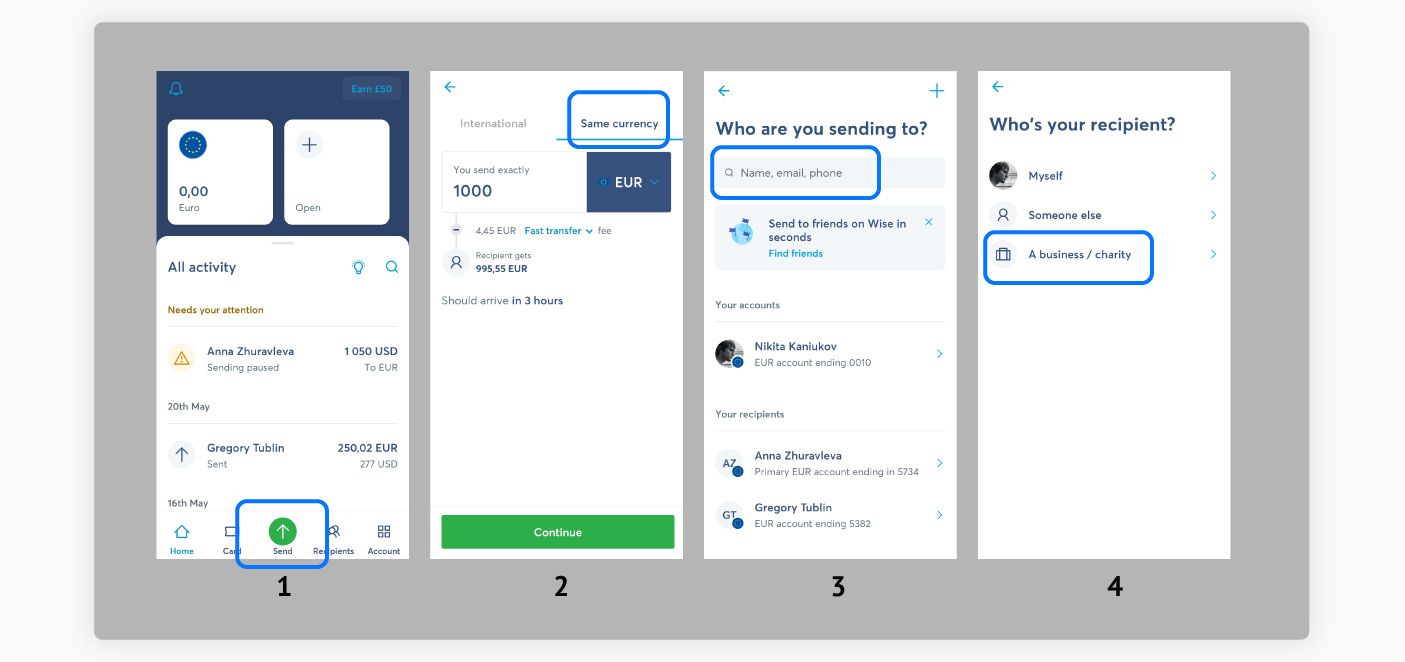 Earn £50
0,00
Euro
Open
All activity
Needs your attention
Anna Zhuravleva 1 050 USD
Sending paused To EUR
20th May
Gregory Tublin 250,02 EUR
Sent 277 USD
16th May
Home Card Send Recipients Account
1
International Same currency
You send exactly
1000 EUR
4,45 EUR Fast transfer fee
Recipient gets
995,55 EUR
Should arrive in 3 hours
Continue
2
Who are you sending to?
Name, email, phone
Send to friends on Wise in
seconds
Find friends
Your accounts
Nikita Kaniukov
EUR account ending 0010
Your recipients
AZ Anna Zhuravleva
Primary EUR account ending in 5734
GT Gregory Tublin
EUR account ending 5382
3
Who's your recipient?
Myself
Someone else
A business / charity
4